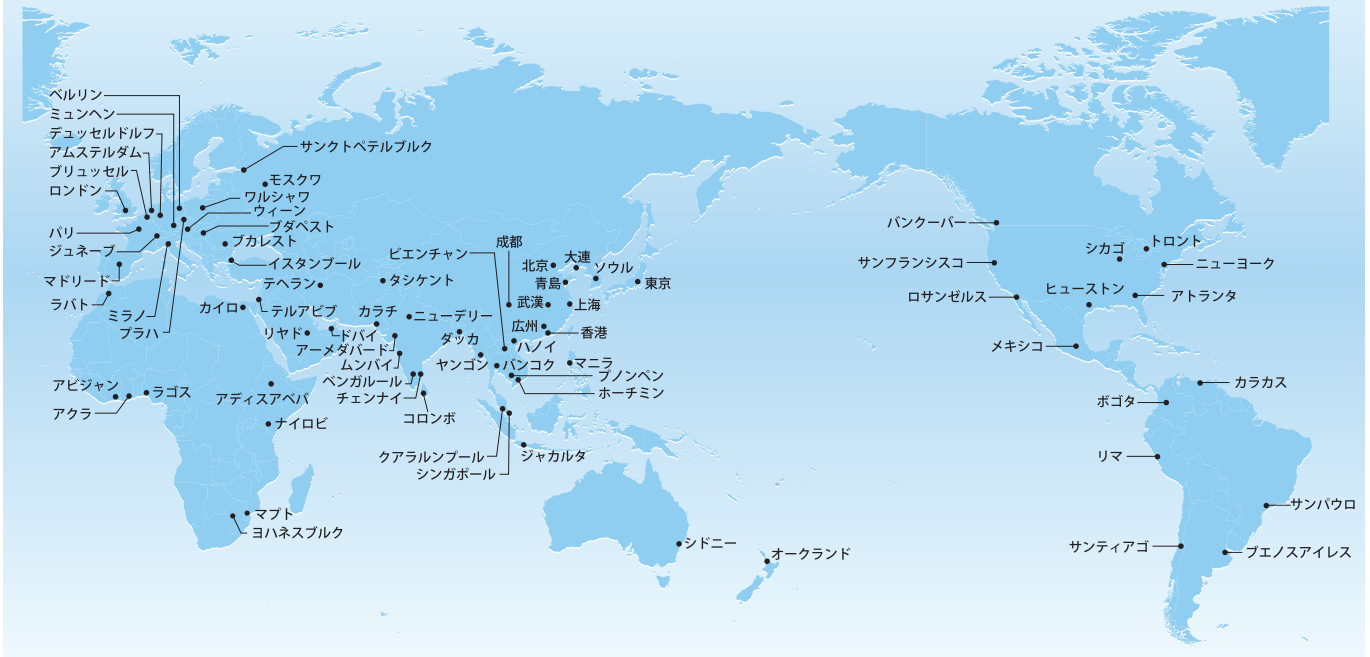 ベルリン
ミュンヘン
デュッセルドルフ
アムステルダム
ブリュッセル
ロンドン
パリ
ジュネーブ
マドリード
ラバト
ミラノ
プラハ
サンクトペテルブルク
モスクワ
ワルシャワ
ウィーン
ブダペスト
ブカレスト
イスタンブール
テヘラン
タシケント
カイロ
テルアビブ
リヤド
ドバイ
カラチ
ニューデリー
アーメダバード
ムンバイ
ベンガルール
チェンナイ
コロンボ
ダッカ
ヤンゴン
ビエンチャン
成都
北京
大連
青島
ソウル
東京
武漢
上海
広州
香港
ハノイ
バンコク
マニラ
プノンペン
ホーチミン
クアラルンプール
シンガポール
ジャカルタ
アビジャン
アクラ
ラゴス
アディスアベバ
ナイロビ
マプト
ヨハネスブルク
シドニー
オークランド
バンクーバー
サンフランシスコ
ロサンゼルス
シカゴ
トロント
ニューヨーク
ヒューストン
アトランタ
メキシコ
カラカス
ボゴタ
リマ
サンパウロ
サンティアゴ
ブエノスアイレス